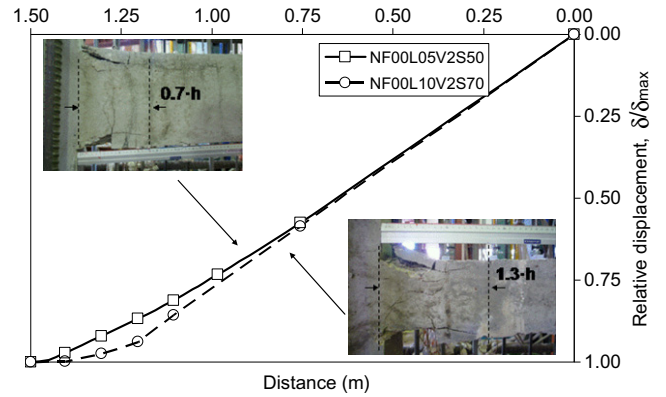 1.50 1.25 1.00 0.75 0.50 0.25 0.00
NF00L05V2S50
NF00L10V2S70
0.7·h
1.3·h
0.00
0.25
0.50
0.75
1.00
Relative displacement, δ/δmax
Distance (m)